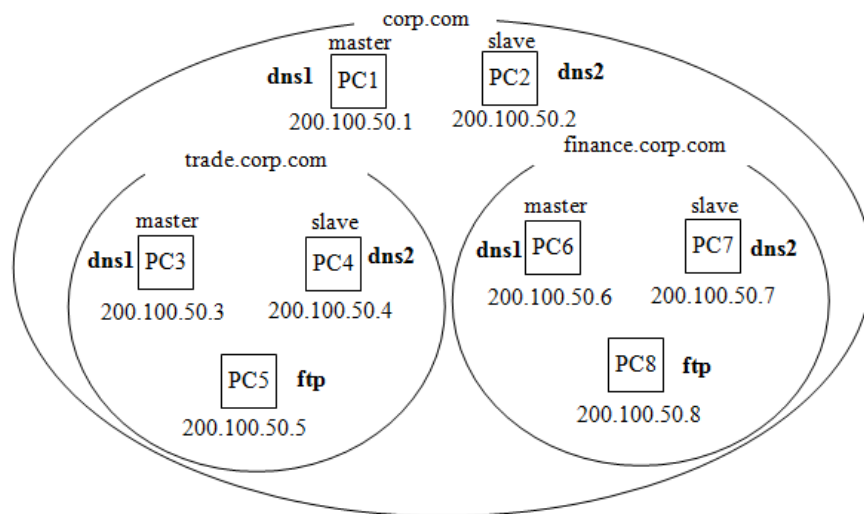 corp.com
master slave
dns1 PC1 PC2 dns2
200.100.50.1 200.100.50.2
trade.corp.com finance.corp.com
master slave
dns1 PC3 PC4 dns2
200.100.50.3 200.100.50.4
PC5 ftp
200.100.50.5
master slave
dns1 PC6 PC7 dns2
200.100.50.6 200.100.50.7
PC8 ftp
200.100.50.8